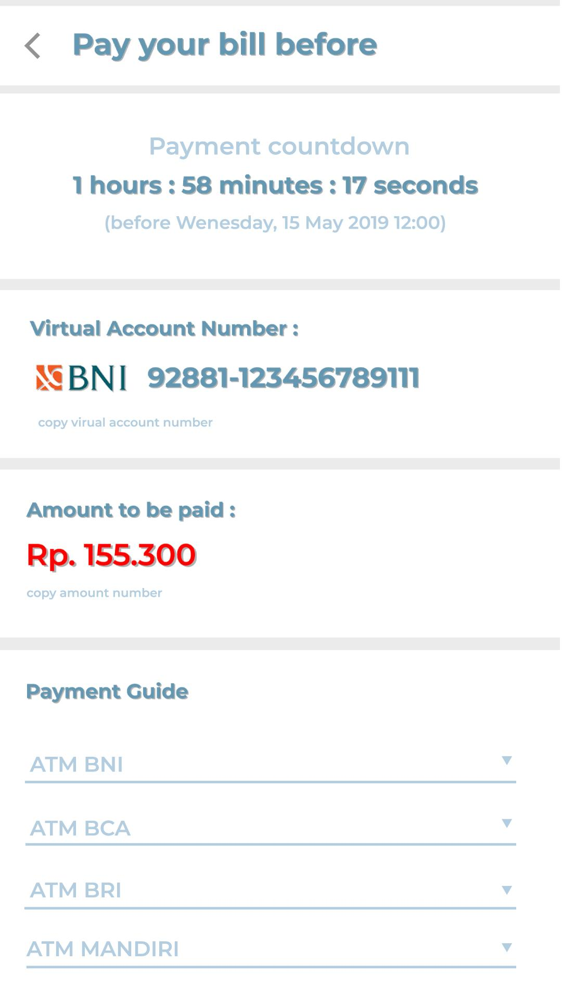 Pay your bill before
Payment countdown
1 hours : 58 minutes : 17 seconds
(before Wenesday, 15 May 2019 12:00)
Virtual Account Number :
BNI 92881-123456789111
copy virual account number
Amount to be paid :
Rp. 155.300
copy amount number
Payment Guide
ATM BNI
ATM BCA
ATM BRI
ATM MANDIRI